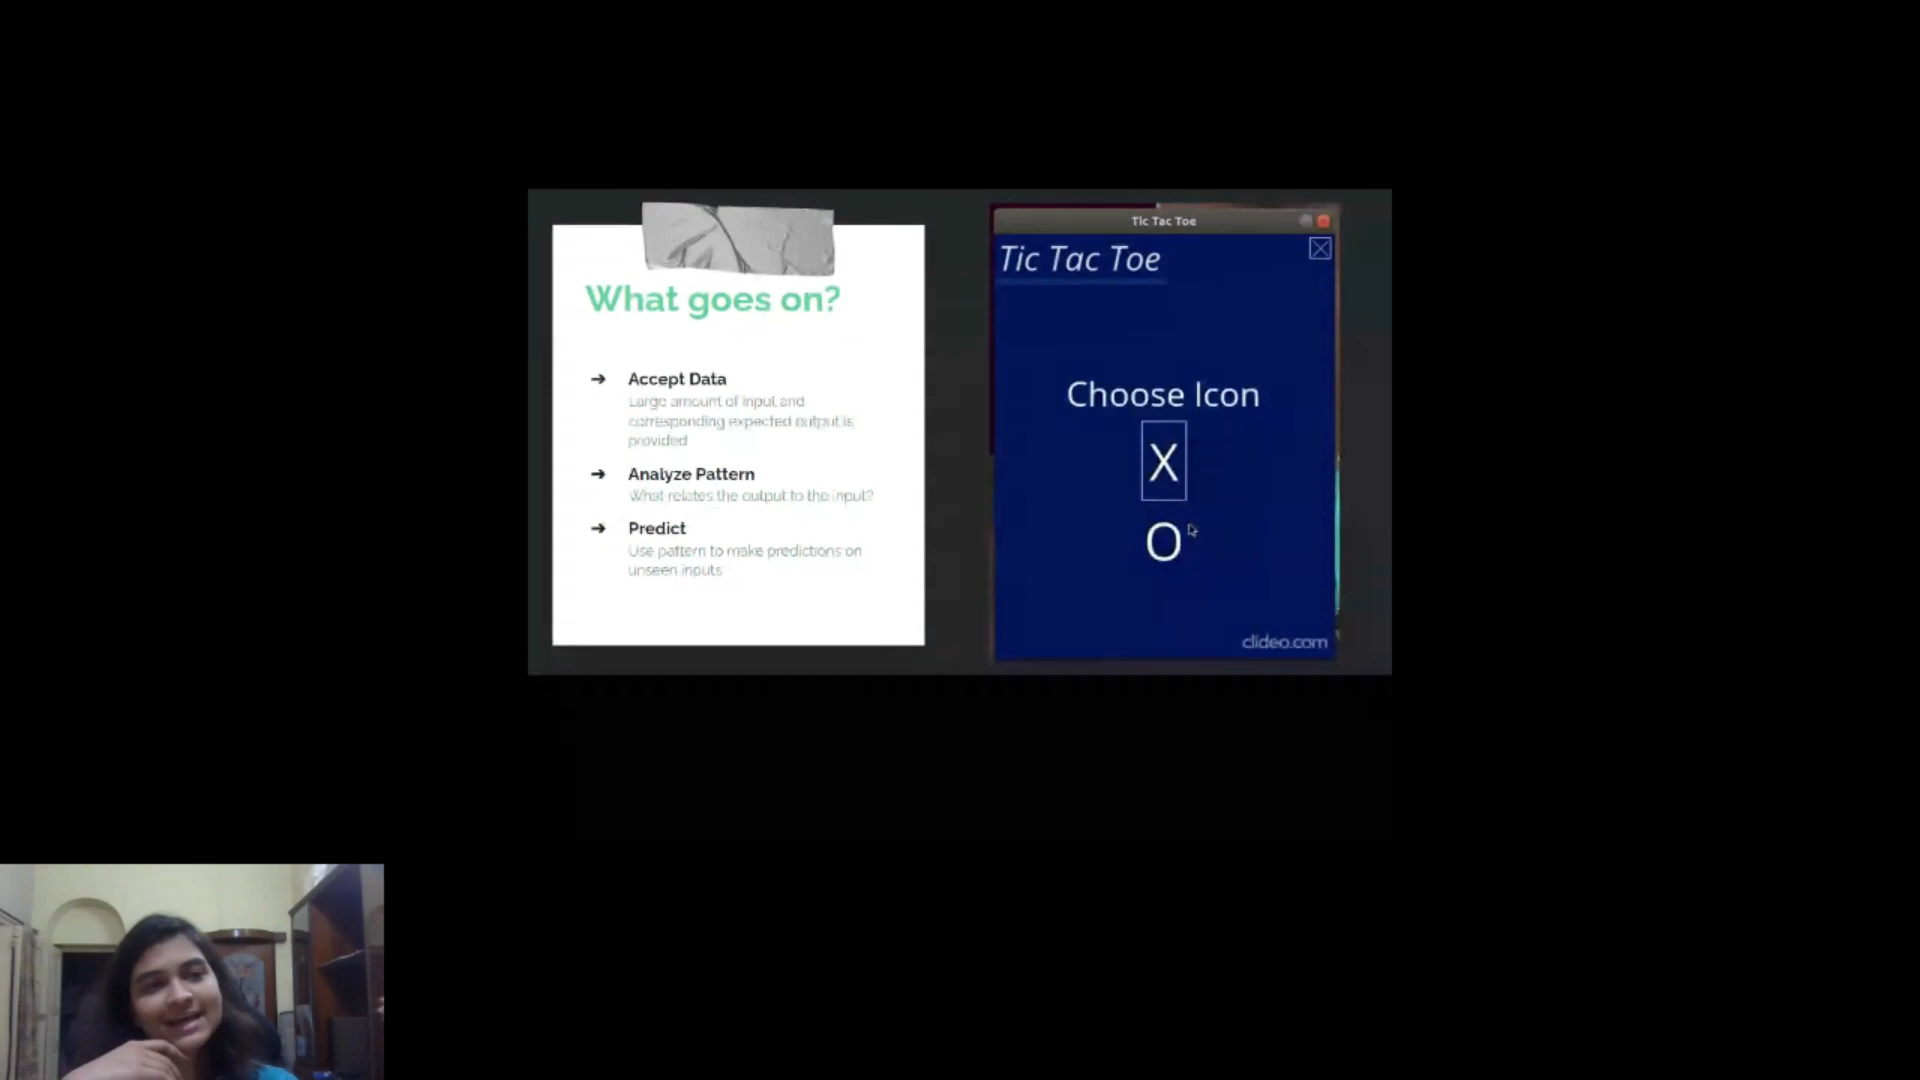 What goes on?
➔ Accept Data
Large amount of input and
corresponding expected output is
provided
➔ Analyze Pattern
What relates the output to the input?
➔ Predict
Use pattern to make predictions on
unseen inputs
Tic Tac Toe
Tic Tac Toe
Choose Icon
X
O
clideo.com